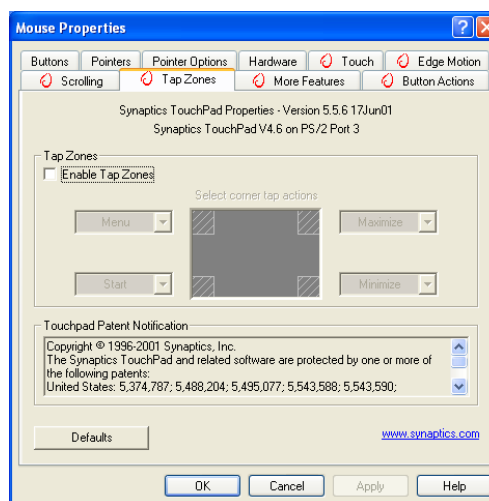 Mouse Properties
Buttons Pointers Pointer Options Hardware Touch Edge Motion
Scrolling Tap Zones More Features Button Actions
Synaptics TouchPad Properties - Version 5.5.6 17Jun01
Synaptics TouchPad V4.6 on PS/2 Port 3
Tap Zones
Enable Tap Zones
Select corner tap actions
Menu Maximize
Start Minimize
Touchpad Patent Notification
Copyright © 1996-2001 Synaptics, Inc.
The Synaptics TouchPad and related software are protected by one or more of
the following patents:
United States: 5,374,787; 5,488,204; 5,495,077; 5,543,588; 5,543,590;
Defaults www.synaptics.com
OK Cancel Apply Help